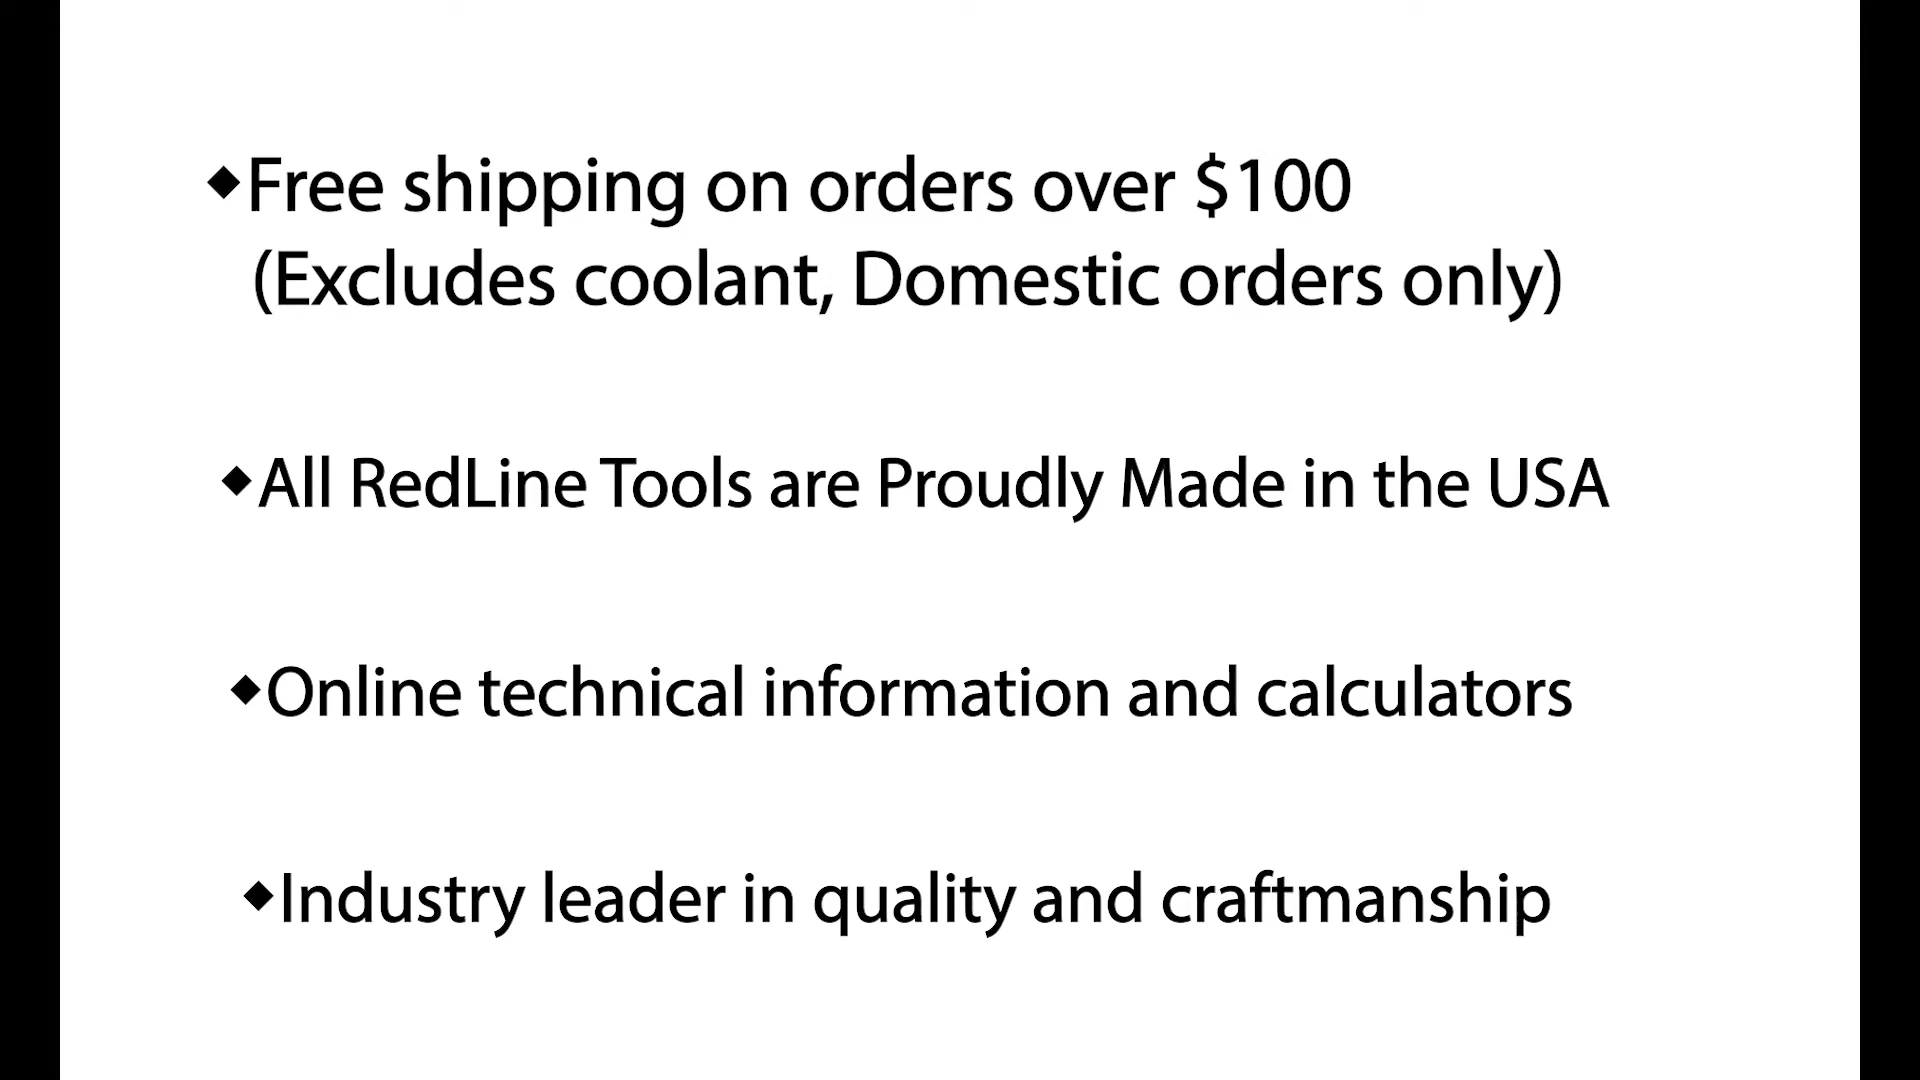 ◆Free shipping on orders over $100
(Excludes coolant, Domestic orders only)
◆All RedLine Tools are Proudly Made in the USA
◆Online technical information and calculators
◆Industry leader in quality and craftmanship